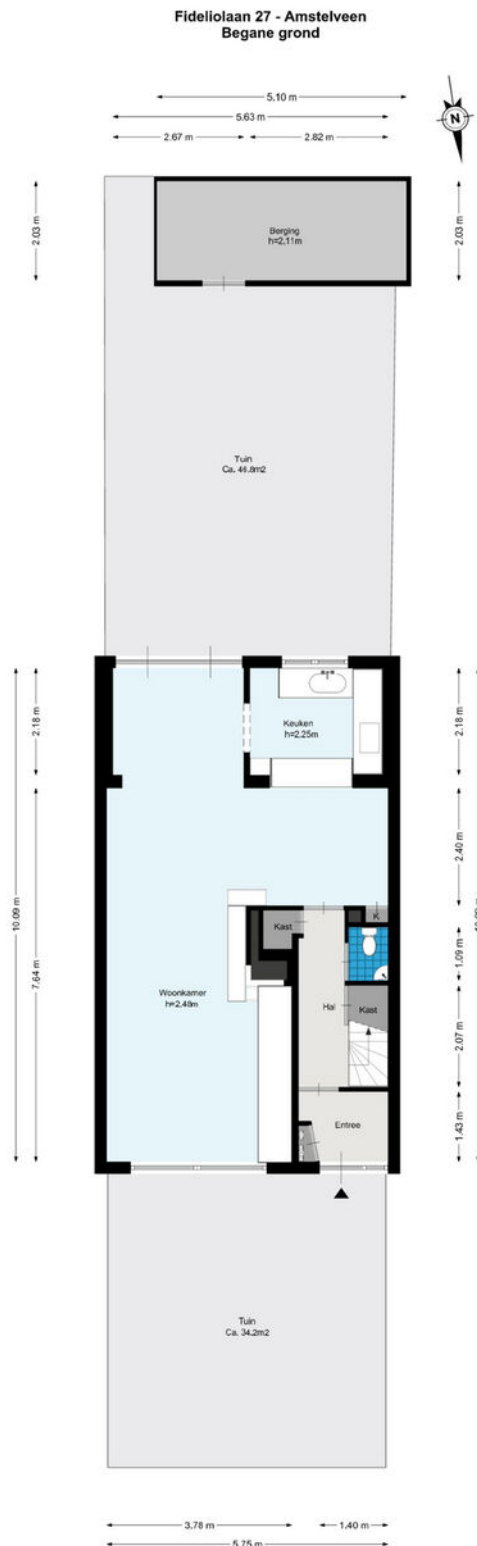 Fideliolaan 27 - Amstelveen
Begane grond
5.10 m
5.63 m
2.67 m
2.82 m
N
2.03 m
2.03 m
Berging
h=2,11m
Tuin
Ca. 46.8m2
2.18 m
Keuken
h=2,25m
2.18 m
2.40 m
10.09 m
7.64 m
Kast
K
1.09 m
Woonkamer
h=2,48m
Hal
Kast
2.07 m
Entree
1.43 m
Tuin
Ca. 34.2m2
3.78 m
1.40 m
5.75 m